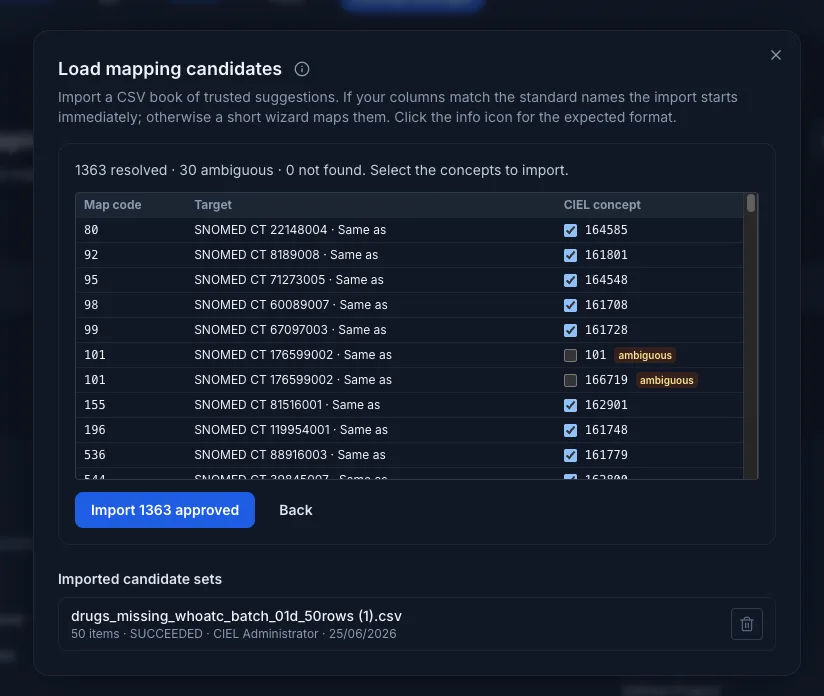 Load mapping candidates
Import a CSV book of trusted suggestions. If your columns match the standard names the import starts
immediately; otherwise a short wizard maps them. Click the info icon for the expected format.
1363 resolved · 30 ambiguous · 0 not found. Select the concepts to import.
Map code Target CIEL concept
80 SNOMED CT 22148004 · Same as 164585
92 SNOMED CT 8189008 · Same as 161801
95 SNOMED CT 71273005 · Same as 164548
98 SNOMED CT 60089007 · Same as 161708
99 SNOMED CT 67097003 · Same as 161728
101 SNOMED CT 176599002 · Same as 101 ambiguous
101 SNOMED CT 176599002 · Same as 166719 ambiguous
155 SNOMED CT 81516001 · Same as 162901
196 SNOMED CT 119954001 · Same as 161748
536 SNOMED CT 88916003 · Same as 161779
SNOMED CT · Same as
Import 1363 approved Back
Imported candidate sets
drugs_missing_whoatc_batch_01d_50rows (1).csv
50 items · SUCCEEDED · CIEL Administrator · 25/06/2026